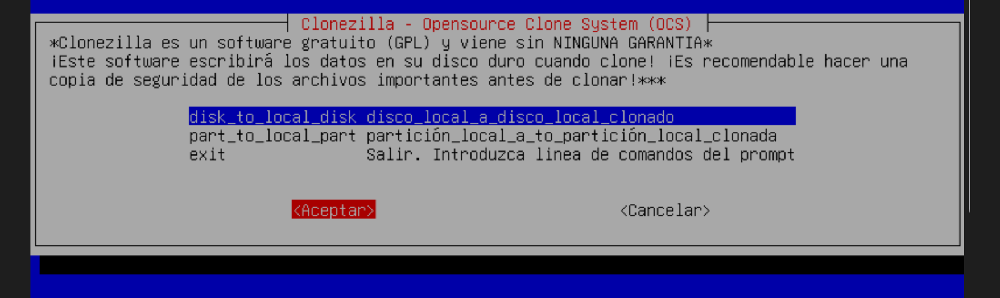 Clonezilla - Opensource Clone System (OCS)
*Clonezilla es un software gratuito (GPL) y viene sin NINGUNA GARANTIA*
¡Este software escribirá los datos en su disco duro cuando clone! ¡Es recomendable hacer una
copia de seguridad de los archivos importantes antes de clonar!***
disk_to_local_disk disco_local_a_disco_local_clonado
part_to_local_part partición_local_a_to_partición_local_clonada
exit Salir. Introduzca linea de comandos del prompt
<Aceptar> <Cancelar>